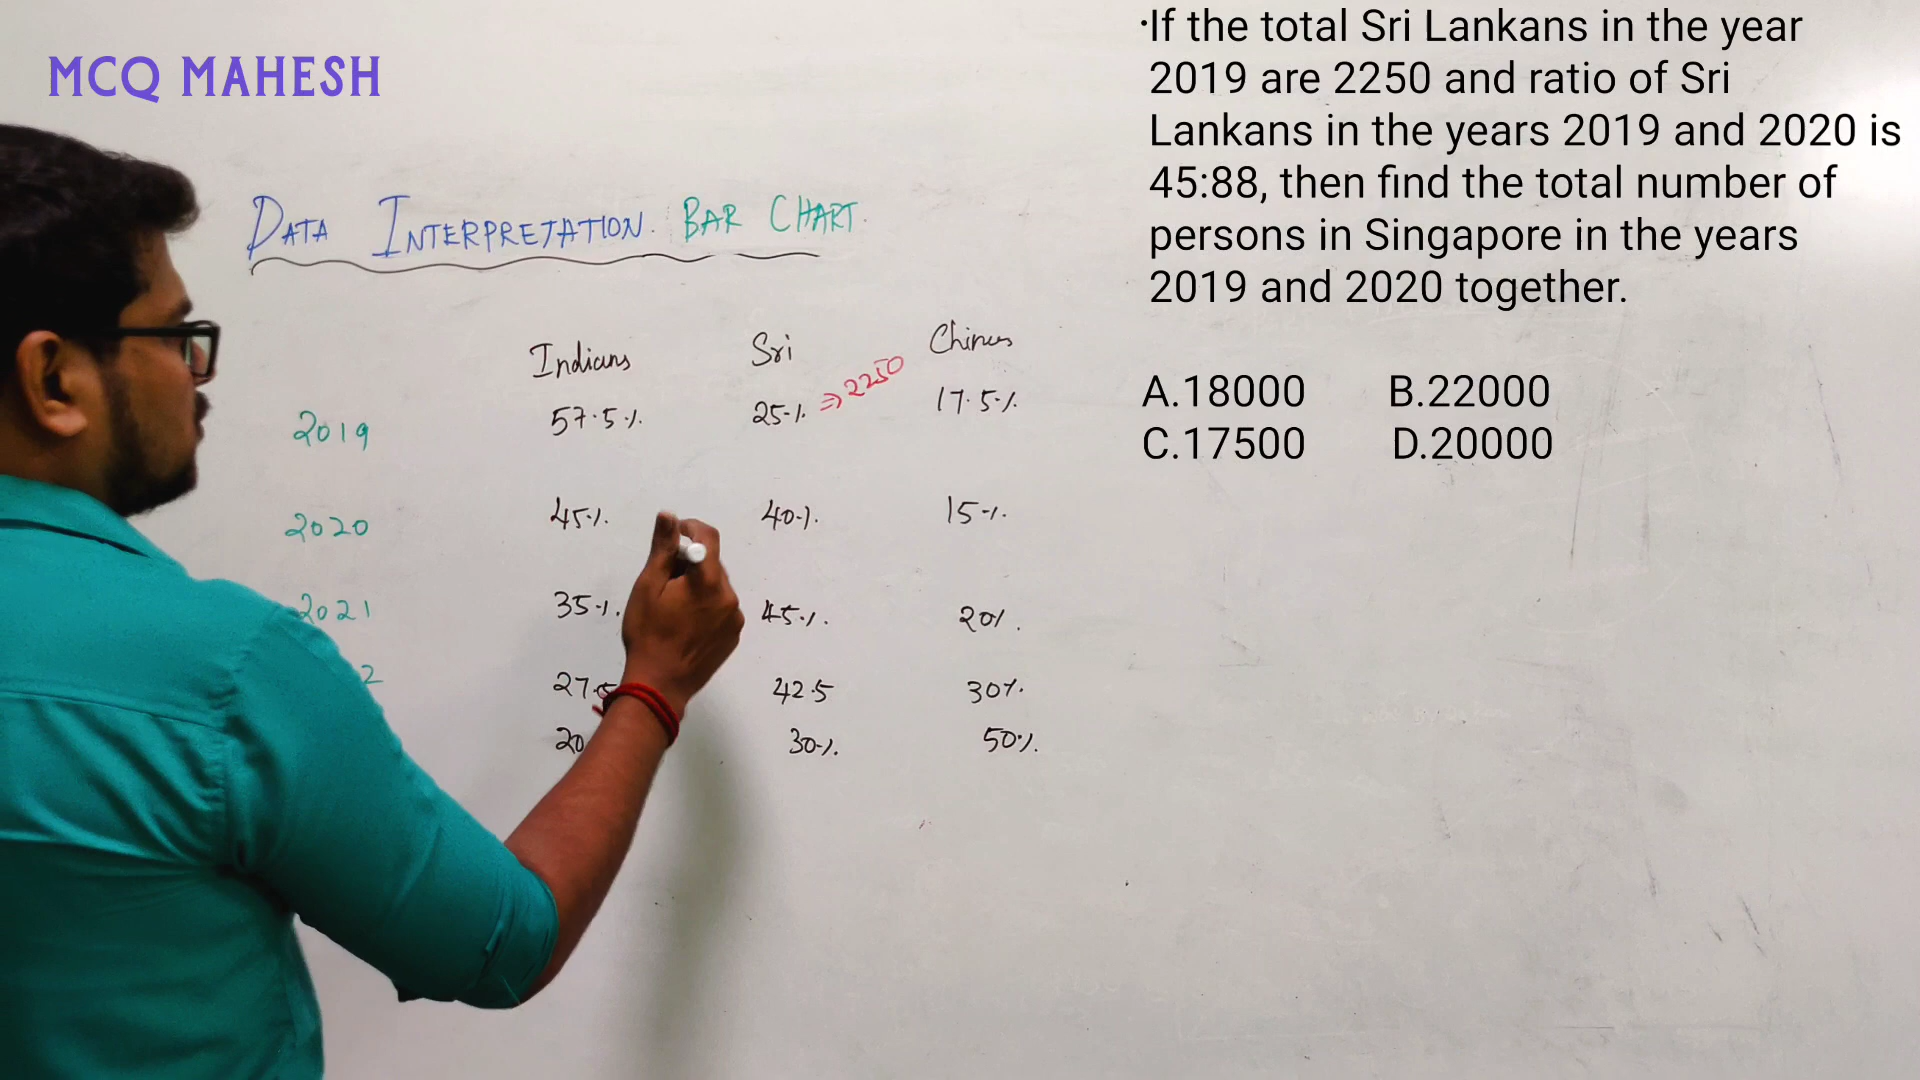 MCQ MAHESH
·If the total Sri Lankans in the year
2019 are 2250 and ratio of Sri
Lankans in the years 2019 and 2020 is
45:88, then find the total number of
persons in Singapore in the years
2019 and 2020 together.
A.18000 B.22000
C.17500 D.20000
DATA INTERPRETATION. BAR CHART.
Indians Sri Chines
2019 57.5% 25% ⇒ 2250 17.5%
2020 45% 40% 15%
2021 35% 45% 20%.
2 27.5 42.5 30%
20 30% 50%